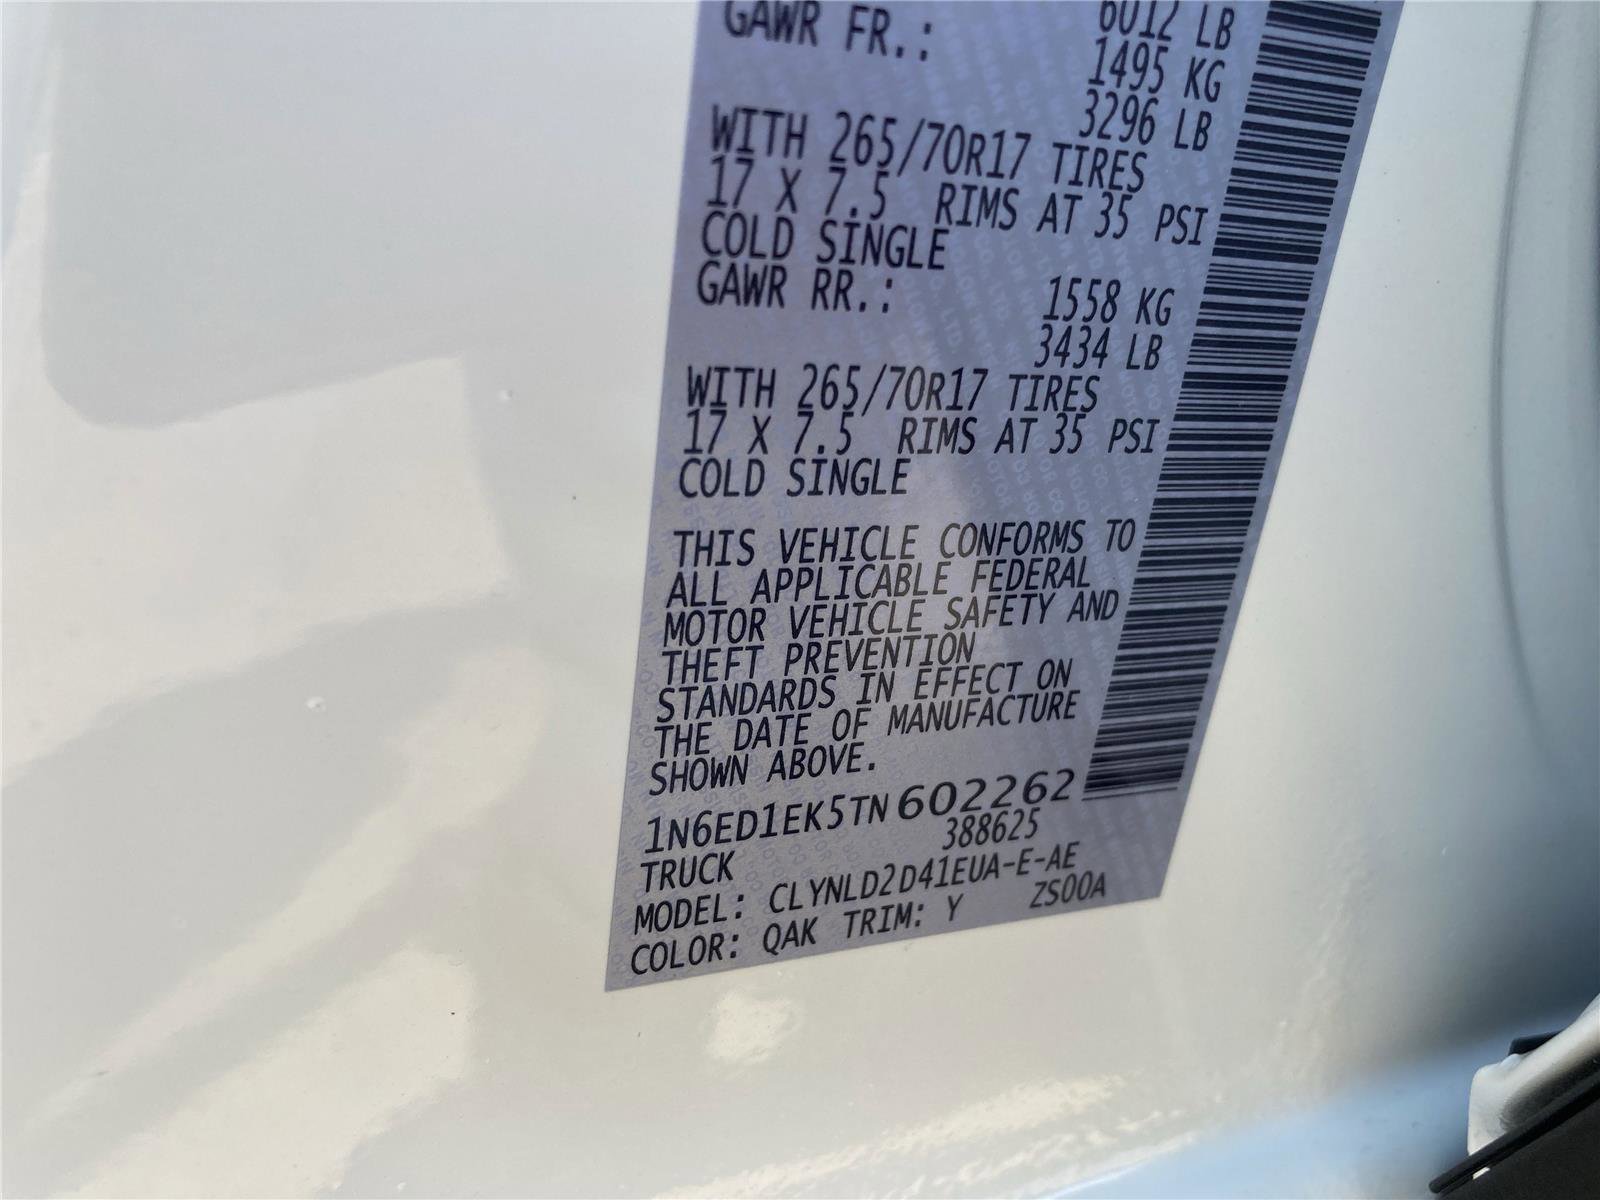 6012 LB
GAWR FR.: 1495 KG
3296 LB
WITH 265/70R17 TIRES
17 X 7.5 RIMS AT 35 PSI
COLD SINGLE
GAWR RR.: 1558 KG
3434 LB
WITH 265/70R17 TIRES
17 X 7.5 RIMS AT 35 PSI
COLD SINGLE
THIS VEHICLE CONFORMS TO
ALL APPLICABLE FEDERAL
MOTOR VEHICLE SAFETY AND
THEFT PREVENTION
STANDARDS IN EFFECT ON
THE DATE OF MANUFACTURE
SHOWN ABOVE.
1N6ED1EK5TN602262
TRUCK 388625
MODEL: CLYNLD2D41EUA-E-AE
COLOR: QAK TRIM: Y ZS00A